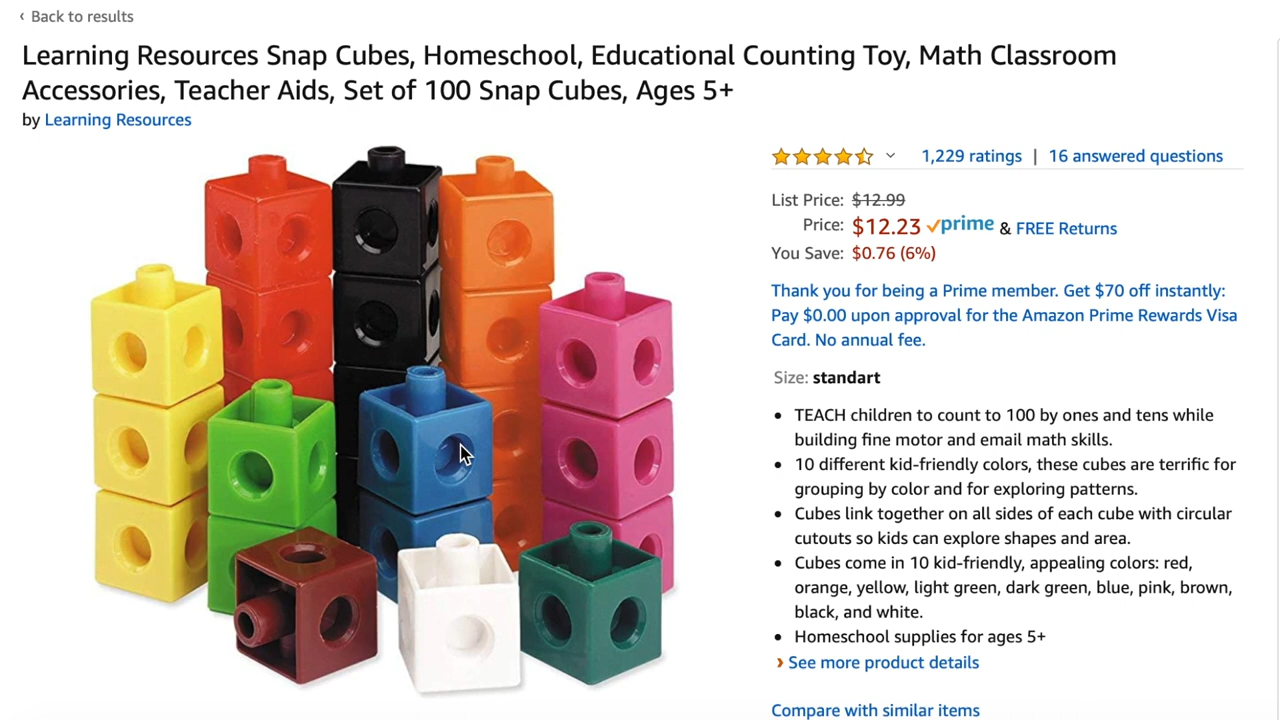 ‹ Back to results
Learning Resources Snap Cubes, Homeschool, Educational Counting Toy, Math Classroom
Accessories, Teacher Aids, Set of 100 Snap Cubes, Ages 5+
by Learning Resources
1,229 ratings | 16 answered questions
List Price: $12.99
Price: $12.23 prime & FREE Returns
You Save: $0.76 (6%)
Thank you for being a Prime member. Get $70 off instantly:
Pay $0.00 upon approval for the Amazon Prime Rewards Visa
Card. No annual fee.
Size: standart
• TEACH children to count to 100 by ones and tens while
building fine motor and email math skills.
• 10 different kid-friendly colors, these cubes are terrific for
grouping by color and for exploring patterns.
• Cubes link together on all sides of each cube with circular
cutouts so kids can explore shapes and area.
• Cubes come in 10 kid-friendly, appealing colors: red,
orange, yellow, light green, dark green, blue, pink, brown,
black, and white.
• Homeschool supplies for ages 5+
› See more product details
Compare with similar items